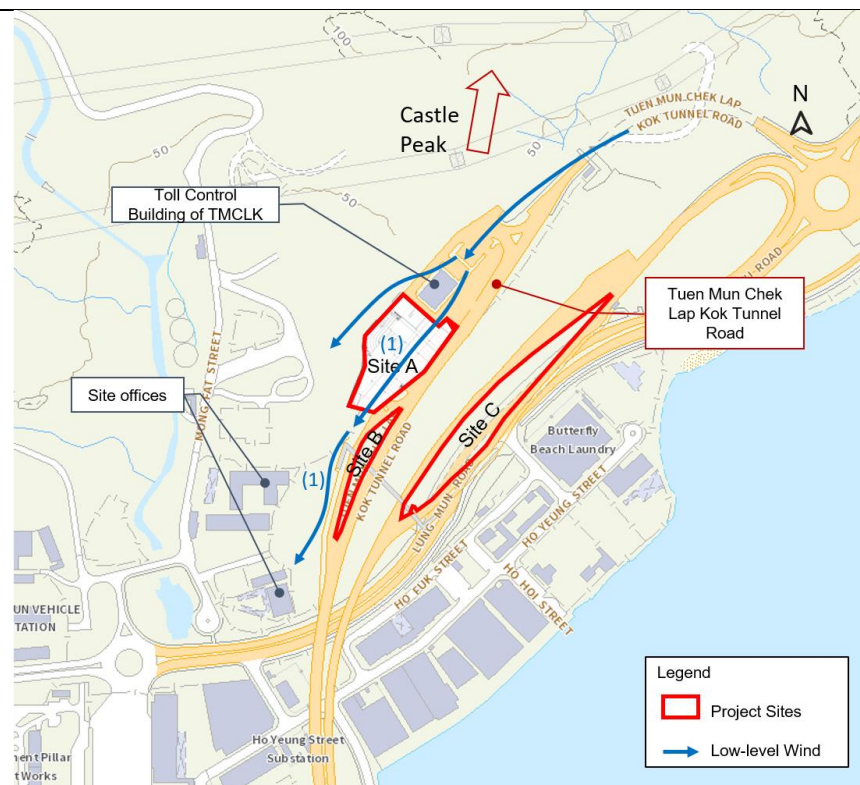 100
50
50
50
Castle
Peak
N
TUEN MUN CHEK LAP
KOK TUNNEL ROAD
Toll Control
Building of TMCLK
Tuen Mun Chek
Lap Kok Tunnel
Road
(1)
Site A
Site offices
MONG FAT STREET
(1)
Site B
KOK TUNNEL ROAD
Site C
LUNG MUN ROAD
Butterfly
Beach Laundry
HO YEUNG STREET
HO FUK STREET
HO HOI STREET
UN VEHICLE
TATION
Ho Yeung Street
Substation
ment Pillar
t Works
Legend
Project Sites
Low-level Wind